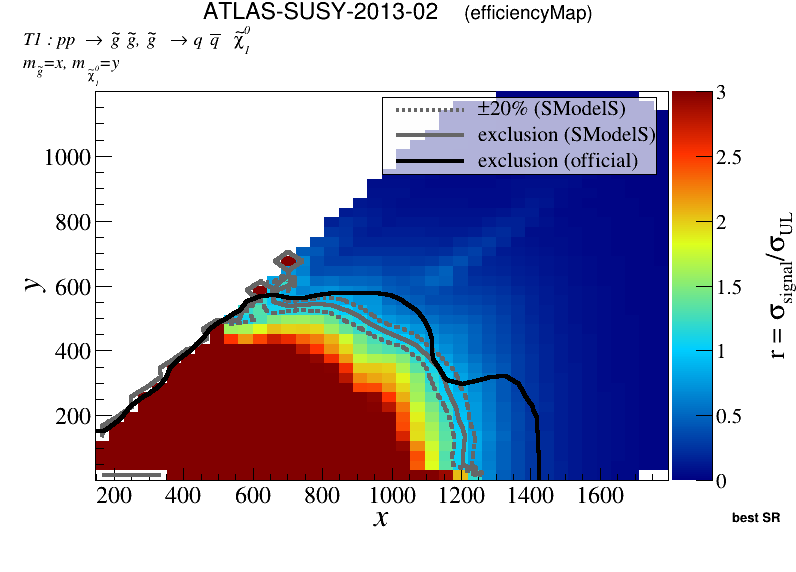 ATLAS-SUSY-2013-02 (efficiencyMap)
T1 : pp → g̃ g̃, g̃ → q q̅ χ̃₁⁰
m_g̃=x, m_χ̃₁⁰=y
±20% (SModelS)
exclusion (SModelS)
exclusion (official)
1000
800
600
400
200
y
200 400 600 800 1000 1200 1400 1600
x
3
2.5
2
1.5
1
0.5
0
r = σ_signal/σ_UL
best SR